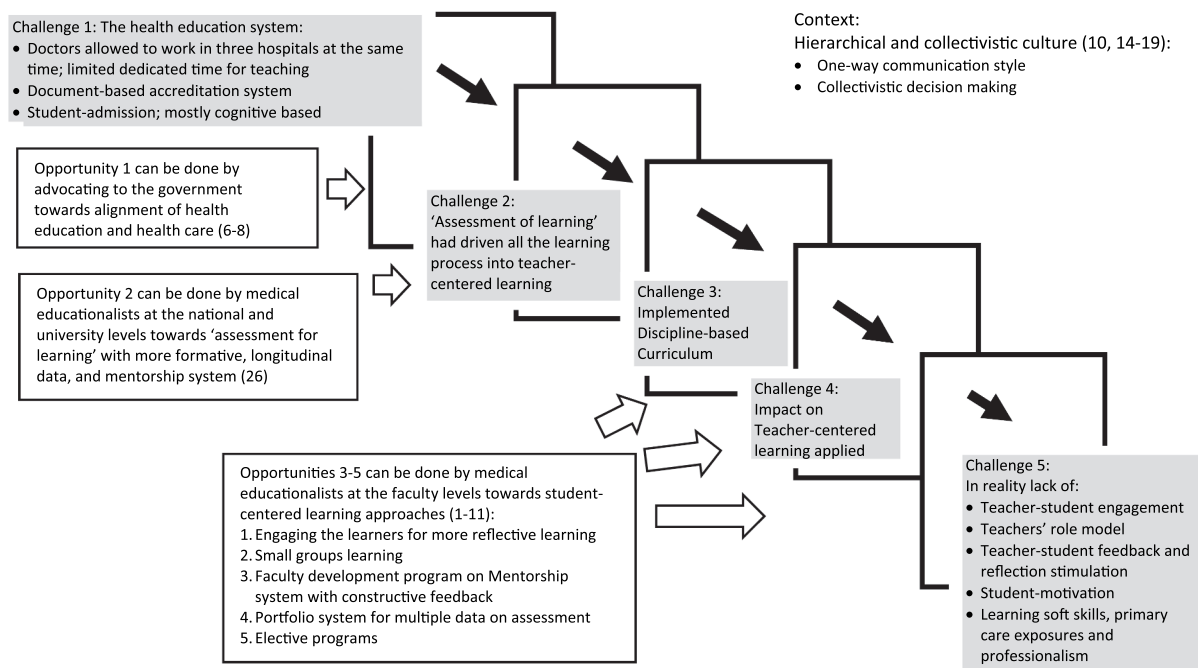 Challenge 1: The health education system:
• Doctors allowed to work in three hospitals at the same
time; limited dedicated time for teaching
• Document-based accreditation system
• Student-admission; mostly cognitive based
Context:
Hierarchical and collectivistic culture (10, 14-19):
• One-way communication style
• Collectivistic decision making
Opportunity 1 can be done by
advocating to the government
towards alignment of health
education and health care (6-8)
Challenge 2:
‘Assessment of learning’
had driven all the learning
process into teacher-
centered learning
Opportunity 2 can be done by medical
educationalists at the national and
university levels towards ‘assessment for
learning’ with more formative, longitudinal
data, and mentorship system (26)
Challenge 3:
Implemented
Discipline-based
Curriculum
Challenge 4:
Impact on
Teacher-centered
learning applied
Opportunities 3-5 can be done by medical
educationalists at the faculty levels towards student-
centered learning approaches (1-11):
1. Engaging the learners for more reflective learning
2. Small groups learning
3. Faculty development program on Mentorship
system with constructive feedback
4. Portfolio system for multiple data on assessment
5. Elective programs
Challenge 5:
In reality lack of:
• Teacher-student engagement
• Teachers’ role model
• Teacher-student feedback and
reflection stimulation
• Student-motivation
• Learning soft skills, primary
care exposures and
professionalism